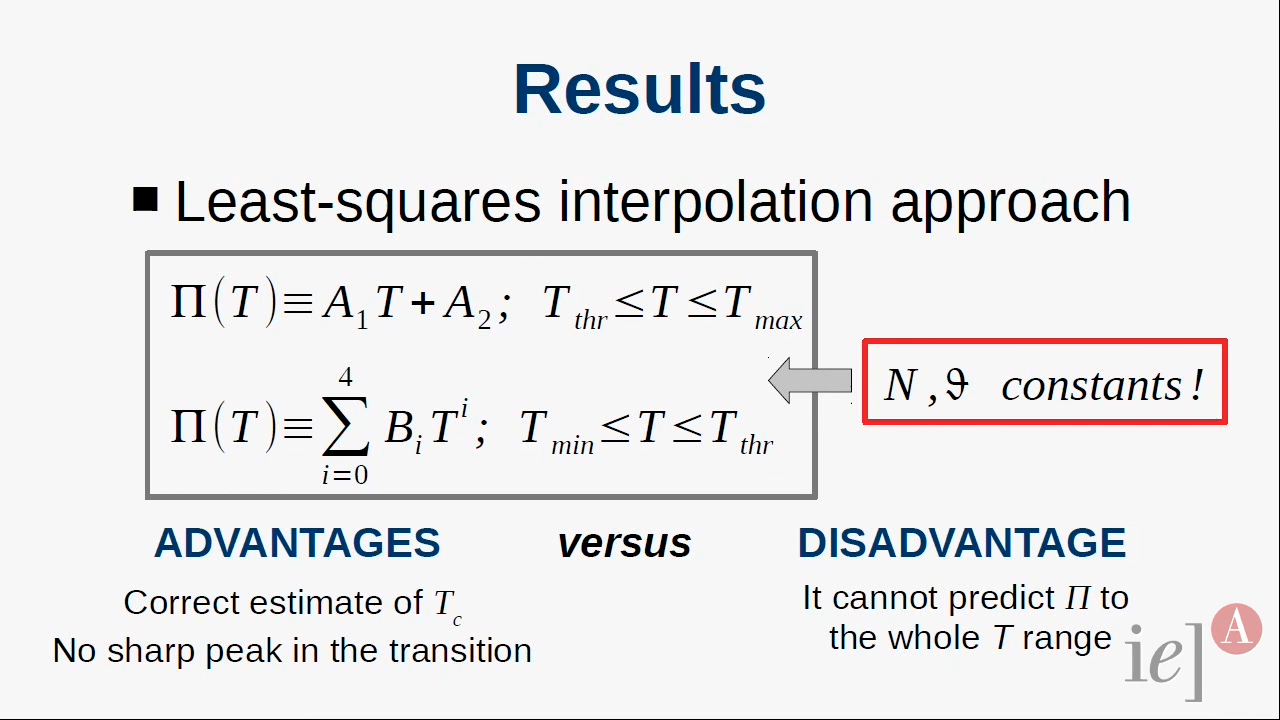 Results
■ Least-squares interpolation approach
Π(T)≡A₁T+A₂; T_thr≤T≤T_max
N,ϑ constants!
Π(T)≡∑_{i=0}^{4} B_i T^i; T_min≤T≤T_thr
ADVANTAGES versus DISADVANTAGE
Correct estimate of T_c
No sharp peak in the transition
It cannot predict Π to
the whole T range
ie] A